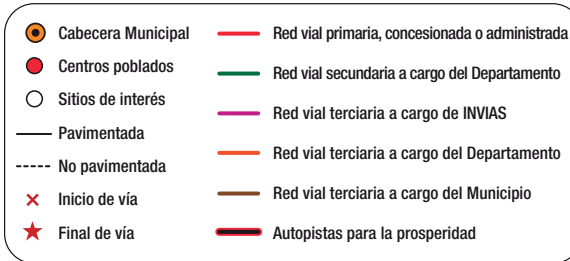 Cabecera Municipal
Centros poblados
Sitios de interés
Pavimentada
No pavimentada
Inicio de vía
Final de vía
Red vial primaria, concesionada o administrada
Red vial secundaria a cargo del Departamento
Red vial terciaria a cargo de INVIAS
Red vial terciaria a cargo del Departamento
Red vial terciaria a cargo del Municipio
Autopistas para la prosperidad